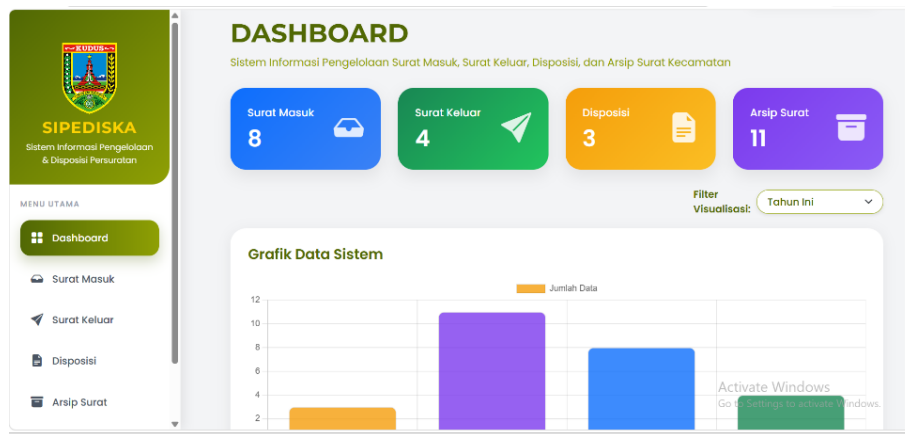 KUDUS
SIPEDISKA
Sistem Informasi Pengelolaan
& Disposisi Persuratan
MENU UTAMA
Dashboard
Surat Masuk
Surat Keluar
Disposisi
Arsip Surat
DASHBOARD
Sistem Informasi Pengelolaan Surat Masuk, Surat Keluar, Disposisi, dan Arsip Surat Kecamatan
Surat Masuk
8
Surat Keluar
4
Disposisi
3
Arsip Surat
11
Filter
Visualisasi:
Tahun Ini
Grafik Data Sistem
Jumlah Data
12
10
8
6
4
2
Activate Windows
Go to Settings to activate Windows.